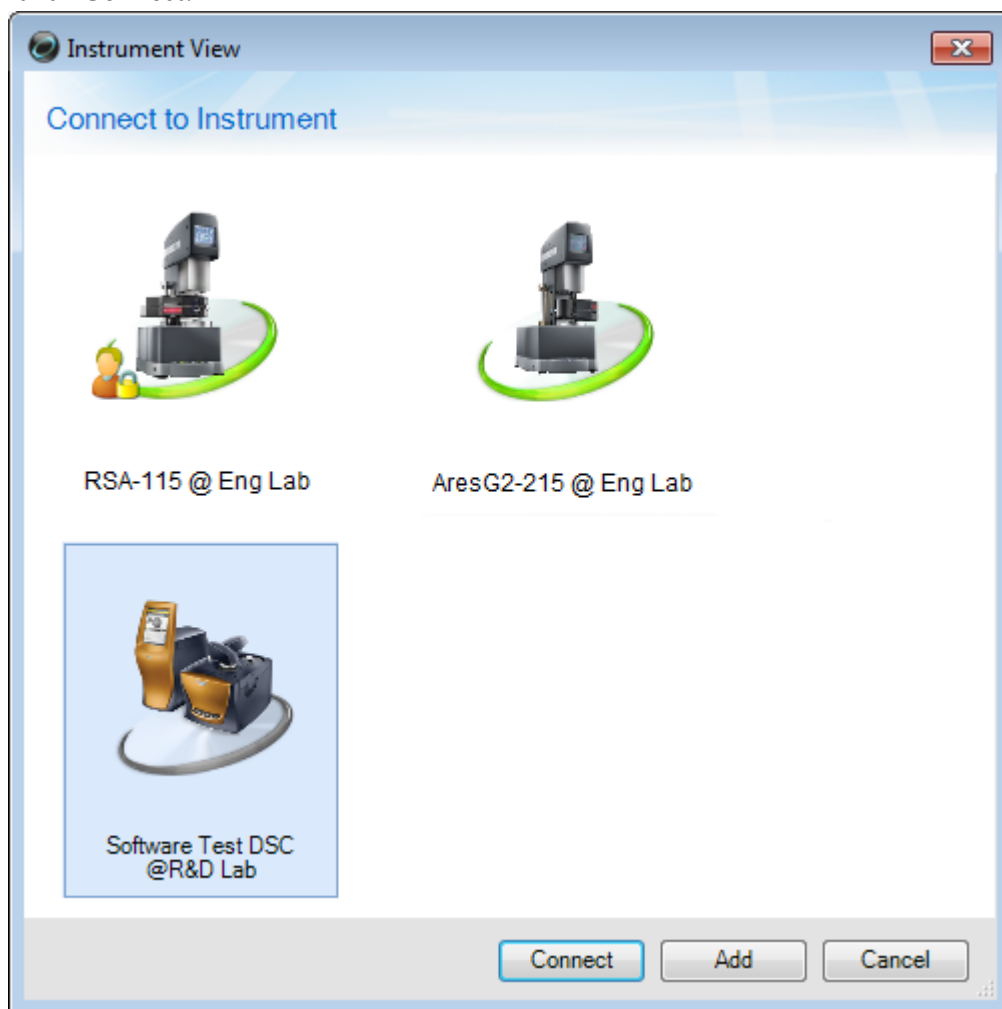 Instrument View
Connect to Instrument
RSA-115 @ Eng Lab
AresG2-215 @ Eng Lab
Software Test DSC
@R&D Lab
Connect
Add
Cancel